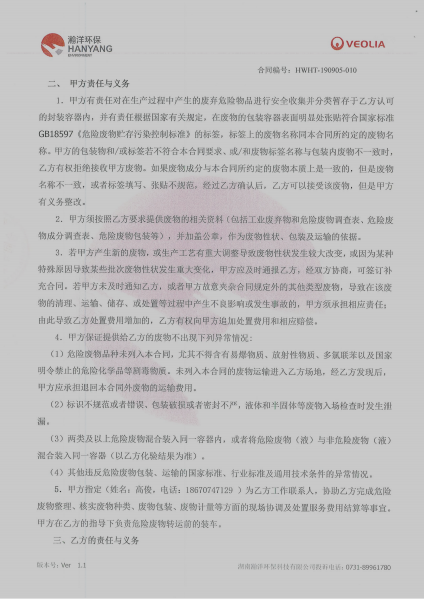 瀚洋环保
HANYANG
ENVIRONMENT
VEOLIA
合同编号：HWHT-190905-010
二、 甲方责任与义务
1．甲方有责任对在生产过程中产生的废弃危险物品进行安全收集并分类暂存于乙方认可
的封装容器内，并有责任根据国家有关规定，在废物的包装容器表面明显处张贴符合国家标准
GB18597《危险废物贮存污染控制标准》的标签，标签上的废物名称同本合同所约定的废物名
称。甲方的包装物和/或标签若不符合本合同要求、或/和废物标签名称与包装内废物不一致时，
乙方有权拒绝接收甲方废物。如果废物成分与本合同所约定的废物本质上是一致的，但是废物
名称不一致，或者标签填写、张贴不规范，经过乙方确认后，乙方可以接受该废物，但是甲方
有义务整改。
2．甲方须按照乙方要求提供废物的相关资料（包括工业废弃物和危险废物调查表、危险废
物成分调查表、危废物包装等），并加盖公章，作为废物性状、包装及运输的依据。
3．若甲方产生新的废物，或生产工艺有重大调整导致废物性状发生较大改变，或因为某种
特殊原因导致某些批次废物性状发生重大变化，甲方应及时通报乙方，经双方协商，可签订补
充合同。若甲方未及时通知乙方，或者甲方故意夹杂合同规定外的其他类型废物，导致在该废
物的清理、运输、储存、或处置等过程中产生不良影响或发生事故的，甲方须承担相应责任；
由此导致乙方处置费用增加的，乙方有权向甲方追加处置费用和相应赔偿。
4．甲方保证提供给乙方的废物不出现下列异常情况：
（1）危险废物品种未列入本合同，尤其不得含有易爆物质、放射性物质、多氯联苯以及国家
明令禁止的危险化学品等剧毒物质。未列入本合同的废物运输进入乙方场地，经乙方发现后，
甲方应承担退回本合同外废物的运输费用。
（2）标识不规范或者错误、包装破损或者密封不严，液体和半固体等废物入场检查时发生泄
漏。
（3）两类及以上危险废物混合装入同一容器内，或者将危险废物（液）与非危险废物（液）
混合装入同一容器（以乙方化验结果为准）。
（4）其他违反危险废物包装、运输的国家标准、行业标准及通用技术条件的异常情况。
5．甲方指定（姓名：高俊，电话：18670747129 ）为乙方工作联系人，协助乙方完成危险
废物整理、核实废物种类、废物包装、废物计量等方面的现场协调及处置服务费用结算等事宜。
甲方在乙方的指导下负责危险废物转运前的装车。
三、乙方的责任与义务
版本号：Ver 1.1
湖南瀚洋环保科技有限公司投诉电话：0731-89961780